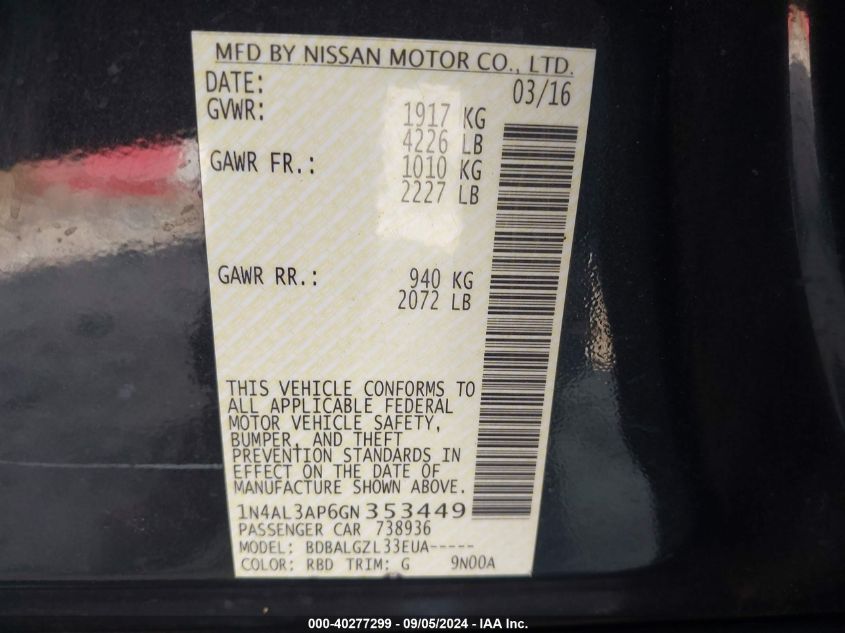 MFD BY NISSAN MOTOR CO., LTD.
DATE: 03/16
GVWR: 1917 KG
4226 LB
GAWR FR.: 1010 KG
2227 LB
GAWR RR.: 940 KG
2072 LB
THIS VEHICLE CONFORMS TO
ALL APPLICABLE FEDERAL
MOTOR VEHICLE SAFETY,
BUMPER, AND THEFT
PREVENTION STANDARDS IN
EFFECT ON THE DATE OF
MANUFACTURE SHOWN ABOVE.
1N4AL3AP6GN353449
PASSENGER CAR 738936
MODEL: BDBALGZL33EUA-----
COLOR: RBD TRIM: G 9N00A
000-40277299 - 09/05/2024 - IAA Inc.